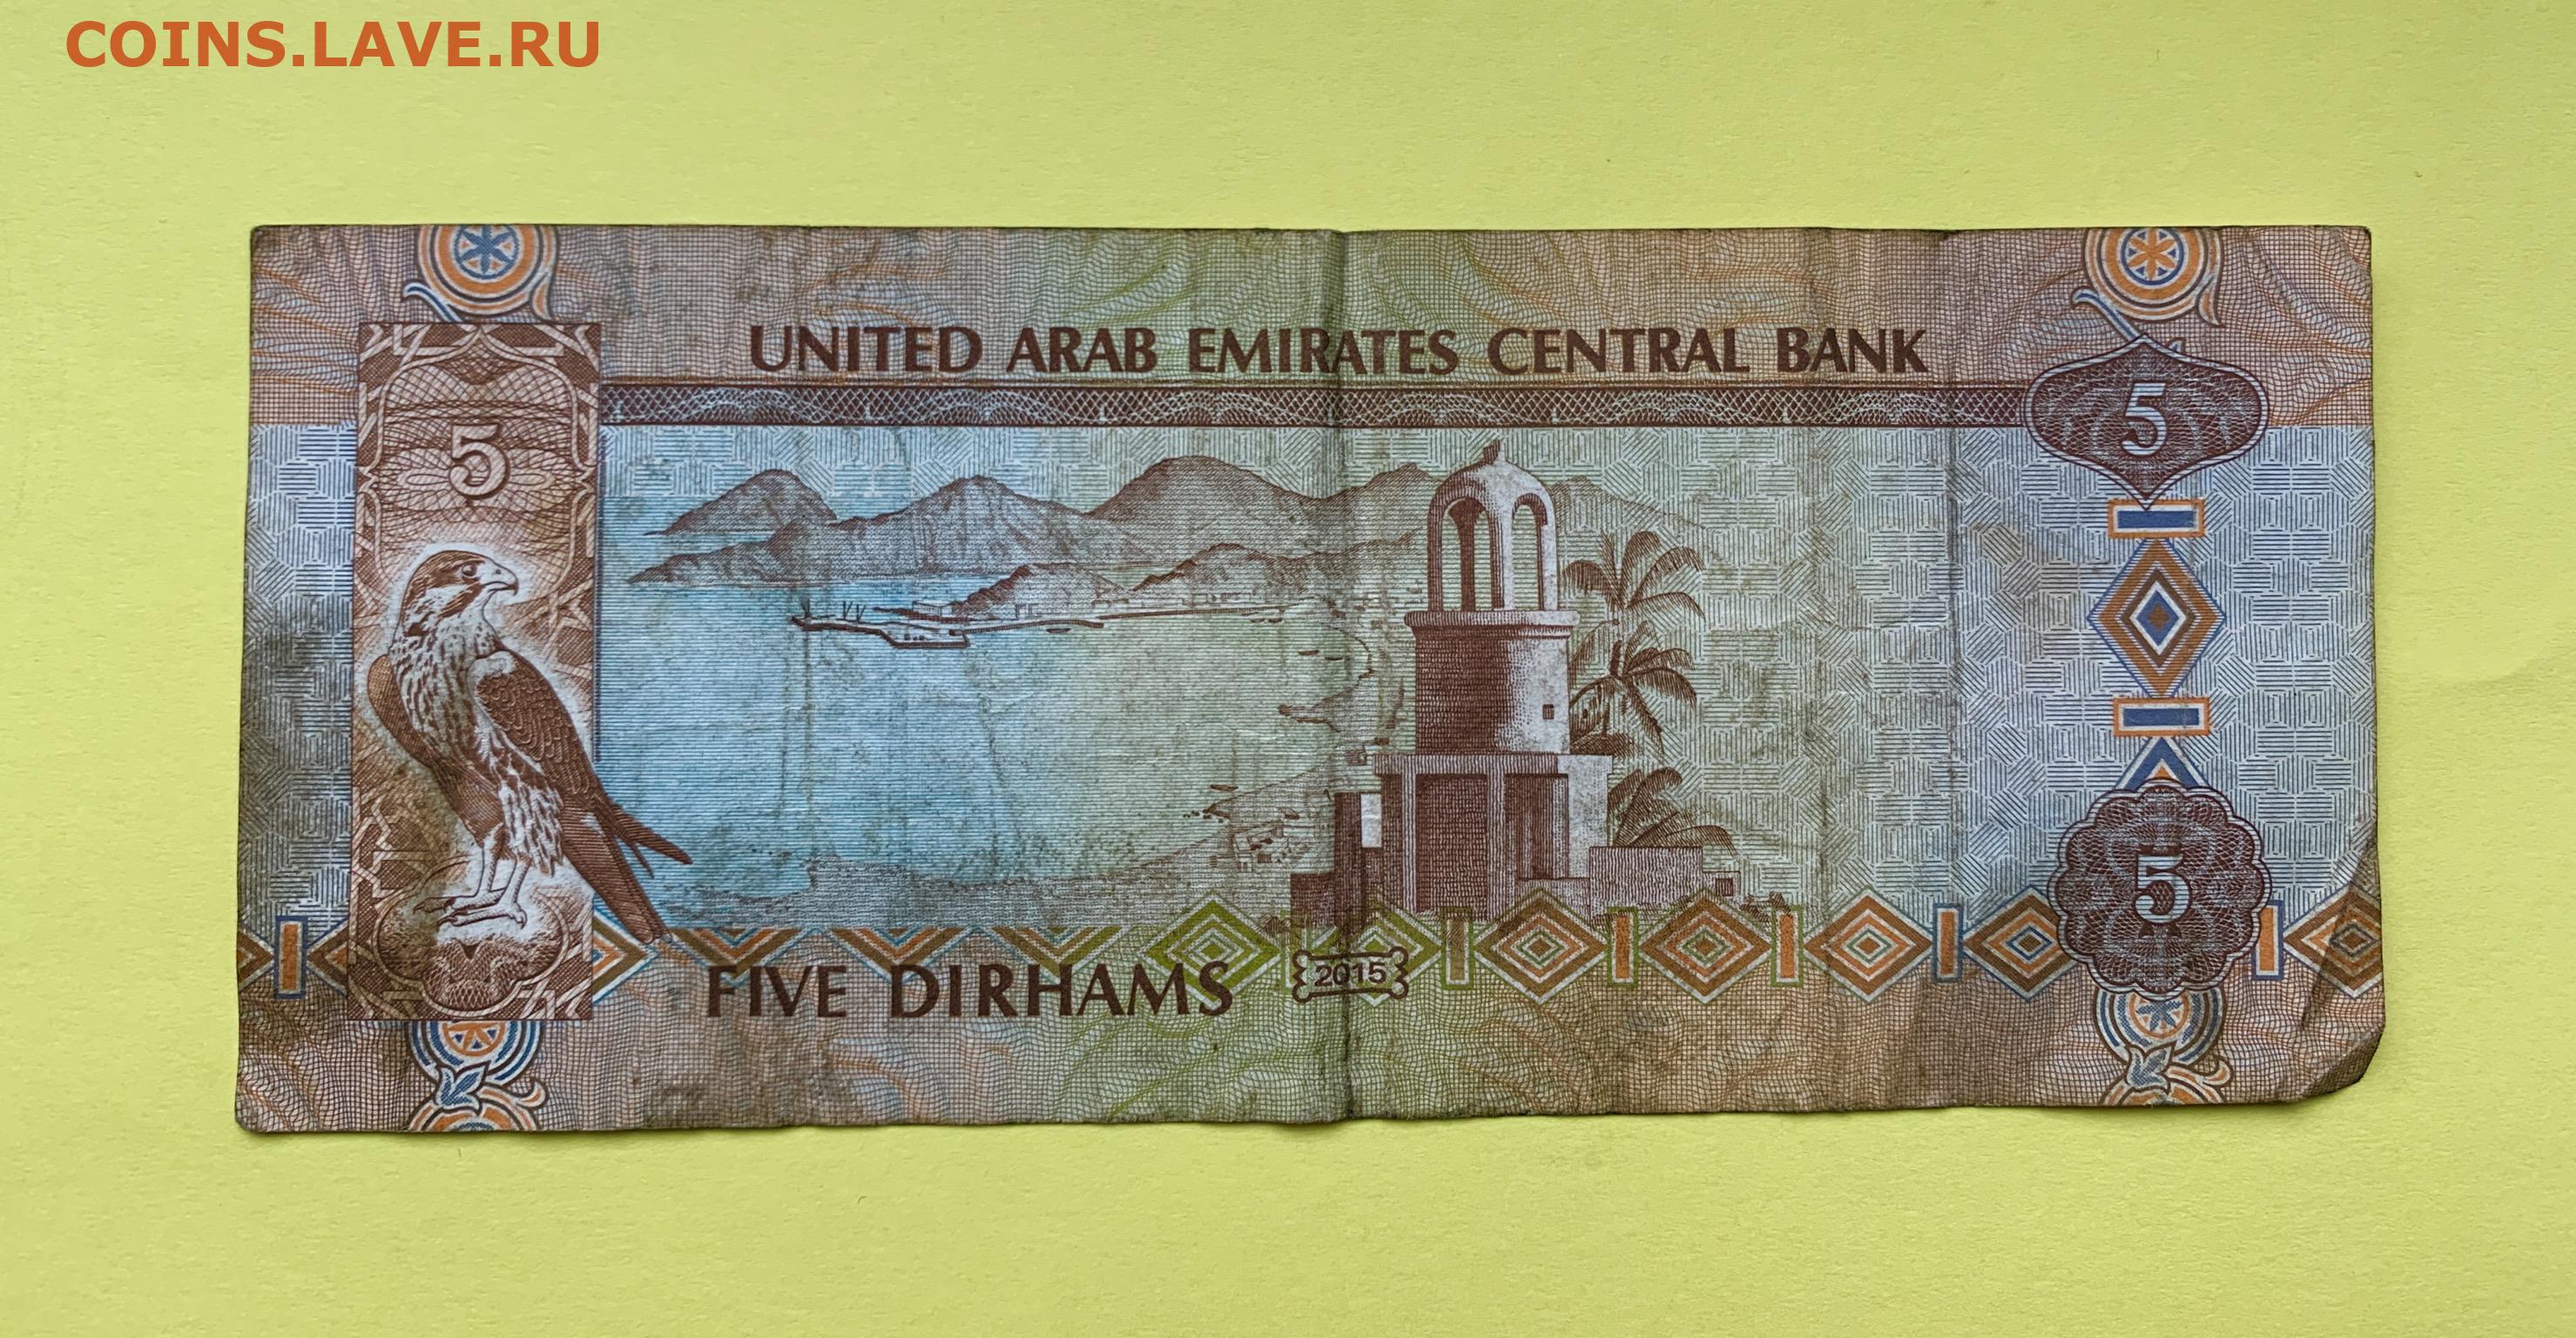 COINS.LAVE.RU
UNITED ARAB EMIRATES CENTRAL BANK
5
5
5
FIVE DIRHAMS
2015